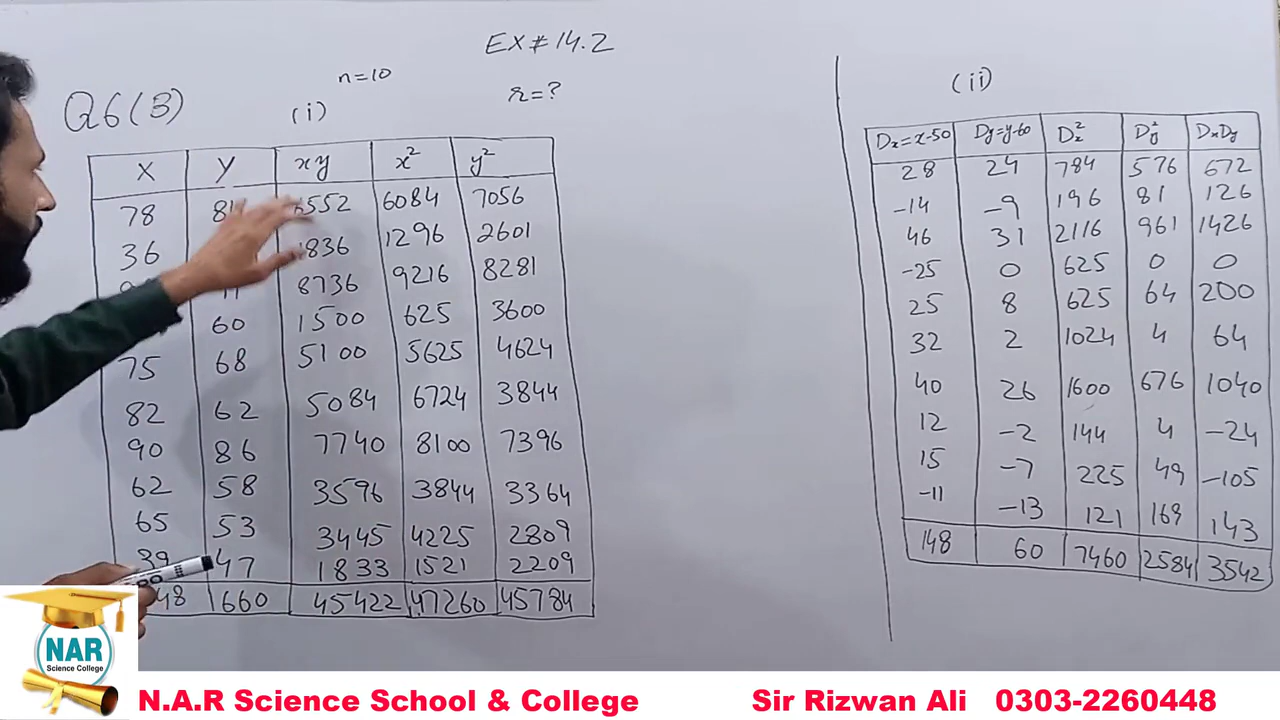 EX # 14.2
n=10
r=?
Q6(B)
(i)
X Y xy x² y²
78 6552 6084 7056
36 1836 1296 2601
8736 9216 8281
60 1500 625 3600
75 68 5100 5625 4624
82 62 5084 6724 3844
90 86 7740 8100 7396
62 58 3596 3844 3364
65 53 3445 4225 2809
39 47 1833 1521 2209
48 660 45422 47260 45784
(ii)
Dx=x-50 Dy=y-60 Dx² Dy² DxDy
28 24 784 576 672
-14 -9 196 81 126
46 31 2116 961 1426
-25 0 625 0 0
25 8 625 64 200
32 2 1024 4 64
40 26 1600 676 1040
12 -2 144 4 -24
15 -7 225 49 -105
-11 -13 121 169 143
148 60 7460 2584 3542
NAR
Science College
N.A.R Science School & College Sir Rizwan Ali 0303-2260448